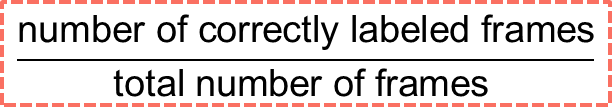 number of correctly labeled frames
total number of frames